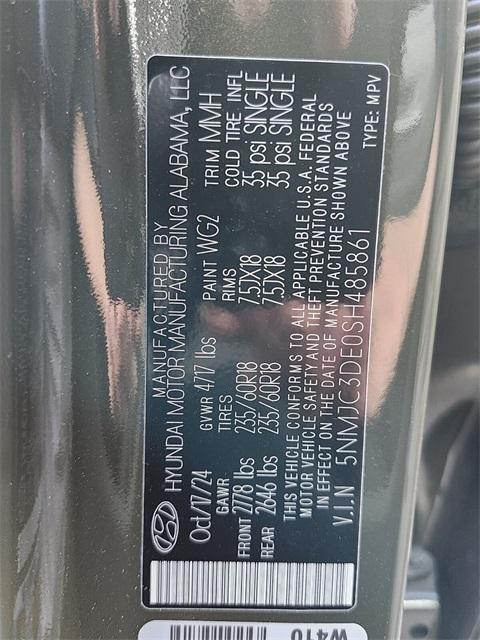 MANUFACTURED BY
HYUNDAI MOTOR MANUFACTURING ALABAMA, LLC
Oct/17/24 GVWR 4717 lbs PAINT WG2 TRIM MMH
GAWR TIRES RIMS COLD TIRE INFL
FRONT 2778 lbs 235/60R18 7.5JX18 35 psi SINGLE
REAR 2646 lbs 235/60R18 7.5JX18 35 psi SINGLE
THIS VEHICLE CONFORMS TO ALL APPLICABLE U.S.A. FEDERAL
MOTOR VEHICLE SAFETY AND THEFT PREVENTION STANDARDS
IN EFFECT ON THE DATE OF MANUFACTURE SHOWN ABOVE
V.I.N 5NMJC3DE0SH485861 TYPE: MPV
W410